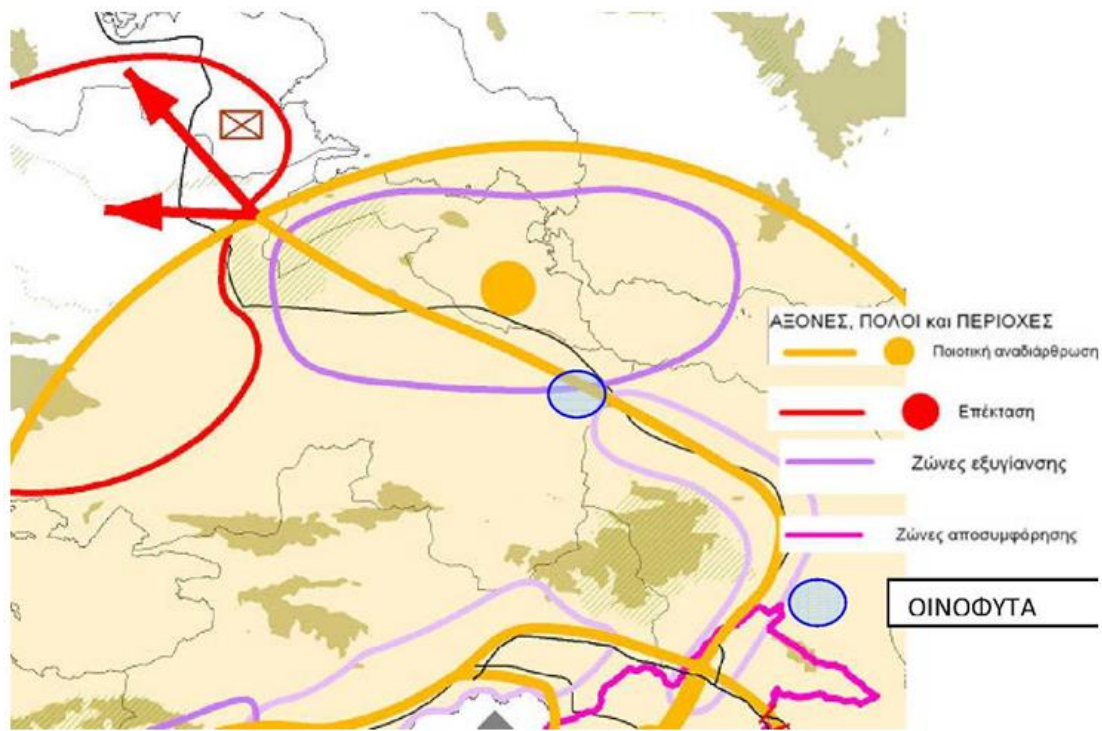 ΑΞΟΝΕΣ, ΠΟΛΟΙ και ΠΕΡΙΟΧΕΣ
Ποιοτική αναδιάρθρωση
Επέκταση
Ζώνες εξυγίανσης
Ζώνες αποσυμφόρησης
ΟΙΝΟΦΥΤΑ